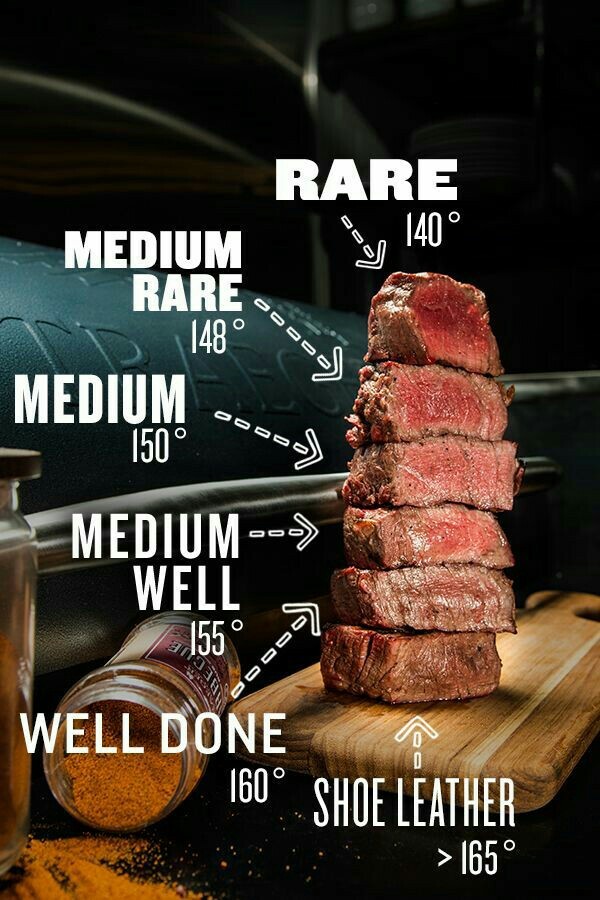 RARE
140°
MEDIUM
RARE
148°
MEDIUM
150°
MEDIUM
WELL
155°
WELL DONE
160°
SHOE LEATHER
> 165°